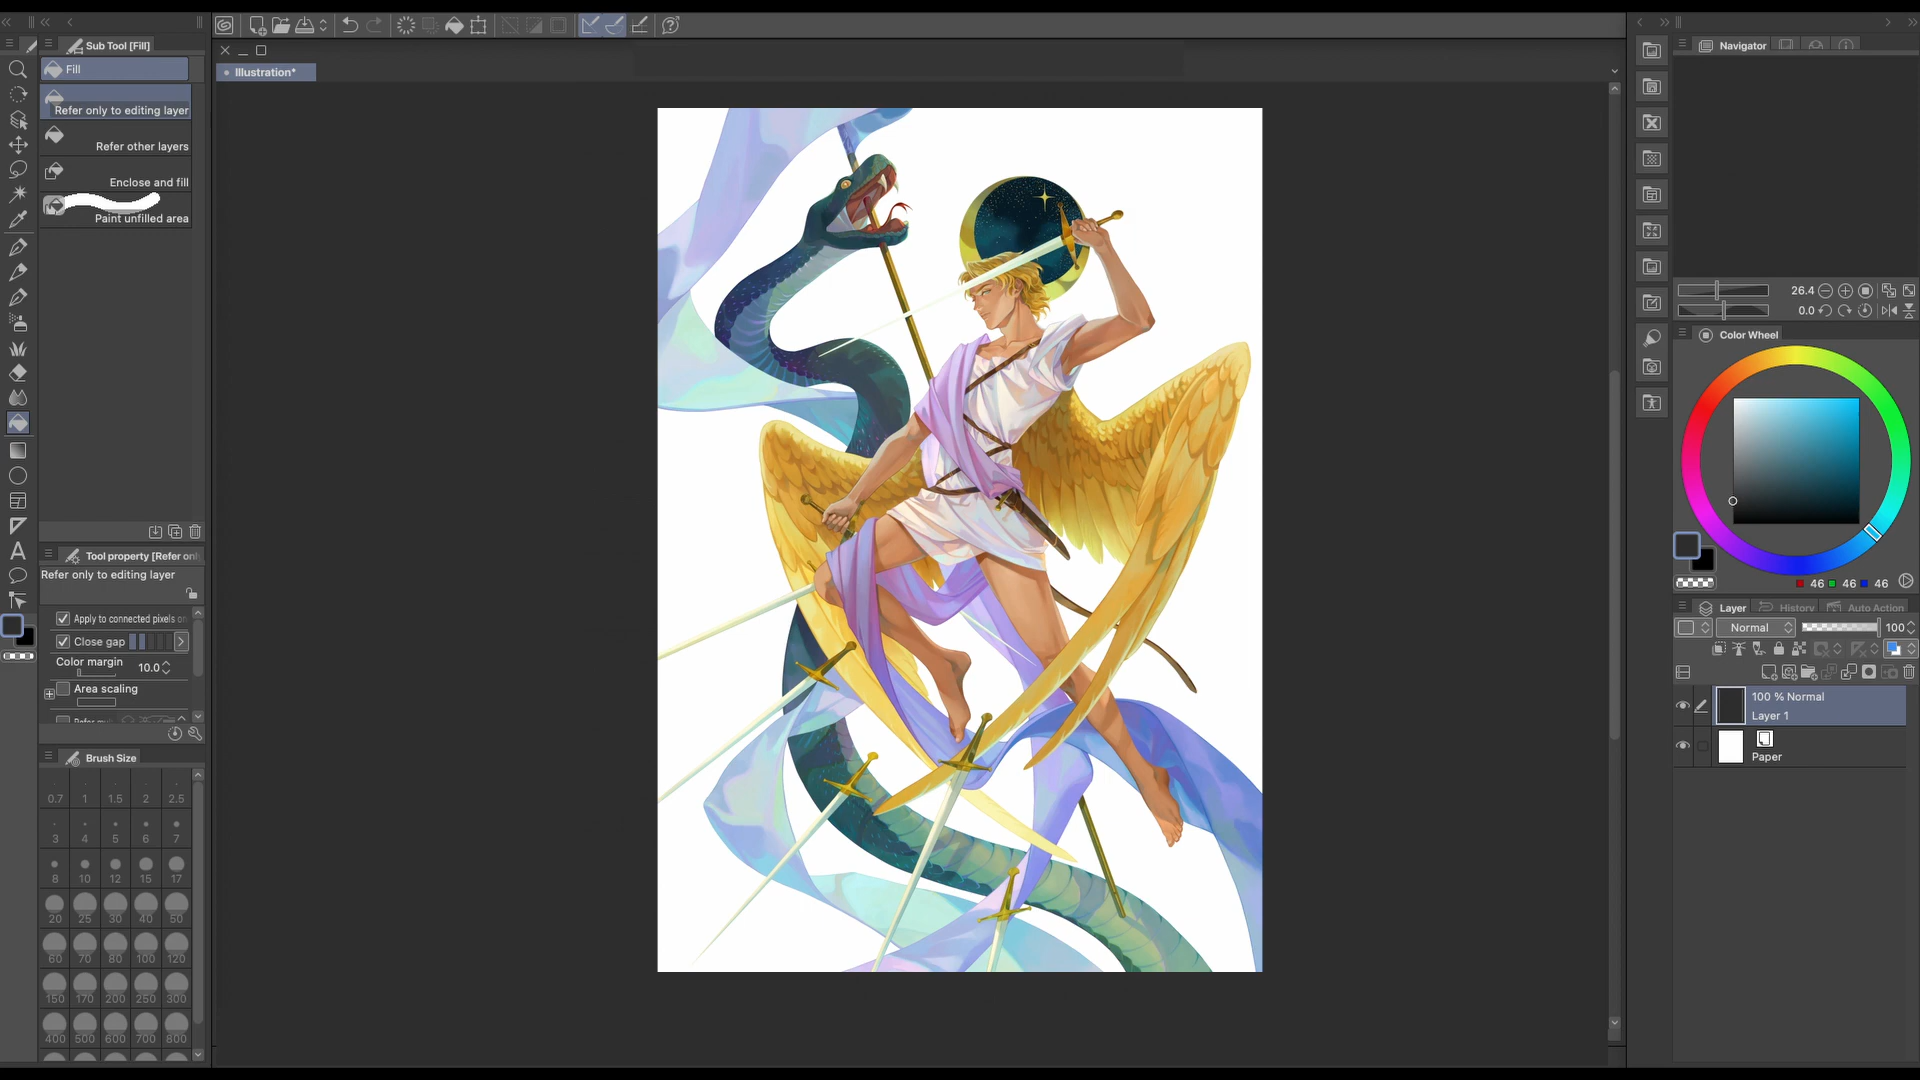 Sub Tool [Fill]
Fill
Refer only to editing layer
Refer other layers
Enclose and fill
Paint unfilled area
Tool property [Refer onl
Refer only to editing layer
Apply to connected pixels o
Close gap
Color margin 10.0
Area scaling
Brush Size
0.7 1 1.5 2 2.5
3 4 5 6 7
8 10 12 15 17
20 25 30 40 50
60 70 80 100 120
150 170 200 250 300
400 500 600 700 800
Illustration*
Navigator
26.4
0.0
Color Wheel
46 46 46
Layer History Auto Action
Normal 100
100 % Normal
Layer 1
Paper